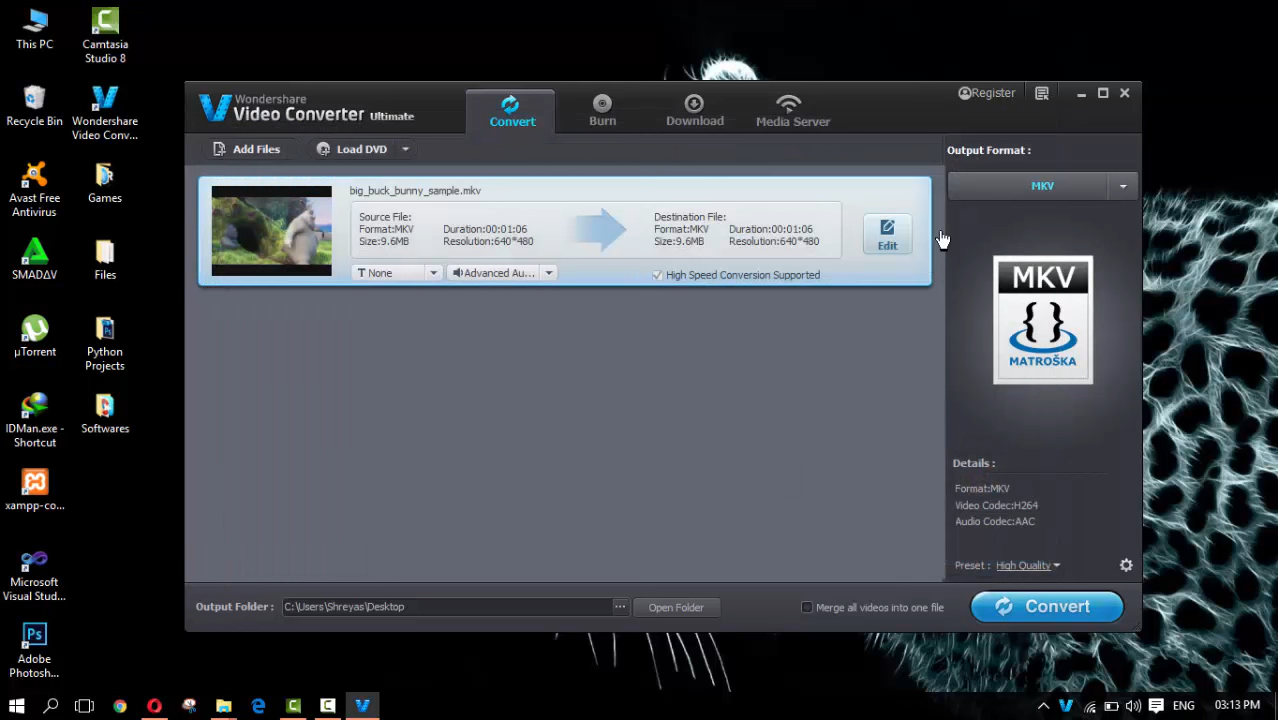 This PC
Camtasia
Studio 8
Recycle Bin
Wondershare
Video Conv...
Avast Free
Antivirus
Games
SMADΔV
Files
µTorrent
Python
Projects
IDMan.exe -
Shortcut
Softwares
xampp-co...
Microsoft
Visual Stud...
Ps
Adobe
Photosh...
Wondershare
Video Converter Ultimate
Convert
Burn
Download
Media Server
Register
Add Files
Load DVD
Output Format :
MKV
big_buck_bunny_sample.mkv
Source File:
Format:MKV Duration:00:01:06
Size:9.6MB Resolution:640*480
Destination File:
Format:MKV Duration:00:01:06
Size:9.6MB Resolution:640*480
Edit
T None
Advanced Au...
High Speed Conversion Supported
MKV
{ }
MATROŠKA
Details :
Format:MKV
Video Codec:H264
Audio Codec:AAC
Preset : High Quality
Output Folder : C:\Users\Shreyas\Desktop ...
Open Folder
Merge all videos into one file
Convert
ENG
03:13 PM